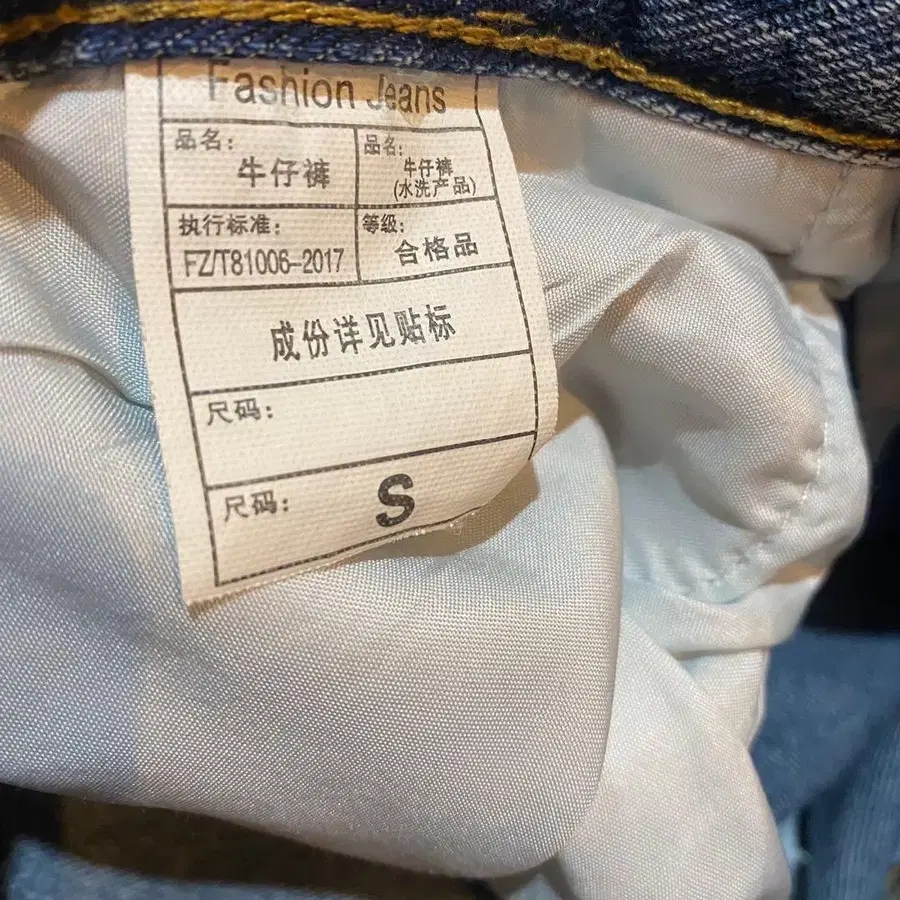 Fashion Jeans
品名:
牛仔裤
品名:
牛仔裤
(水洗产品)
执行标准:
FZ/T81006-2017
等级:
合格品
成份详见贴标
尺码:
尺码:
S